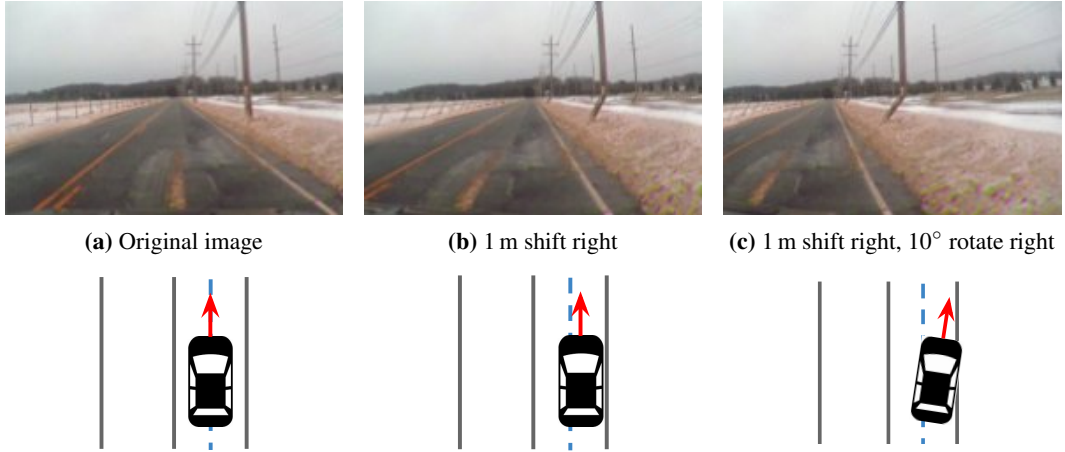 (a) Original image
(b) 1 m shift right
(c) 1 m shift right, 10° rotate right